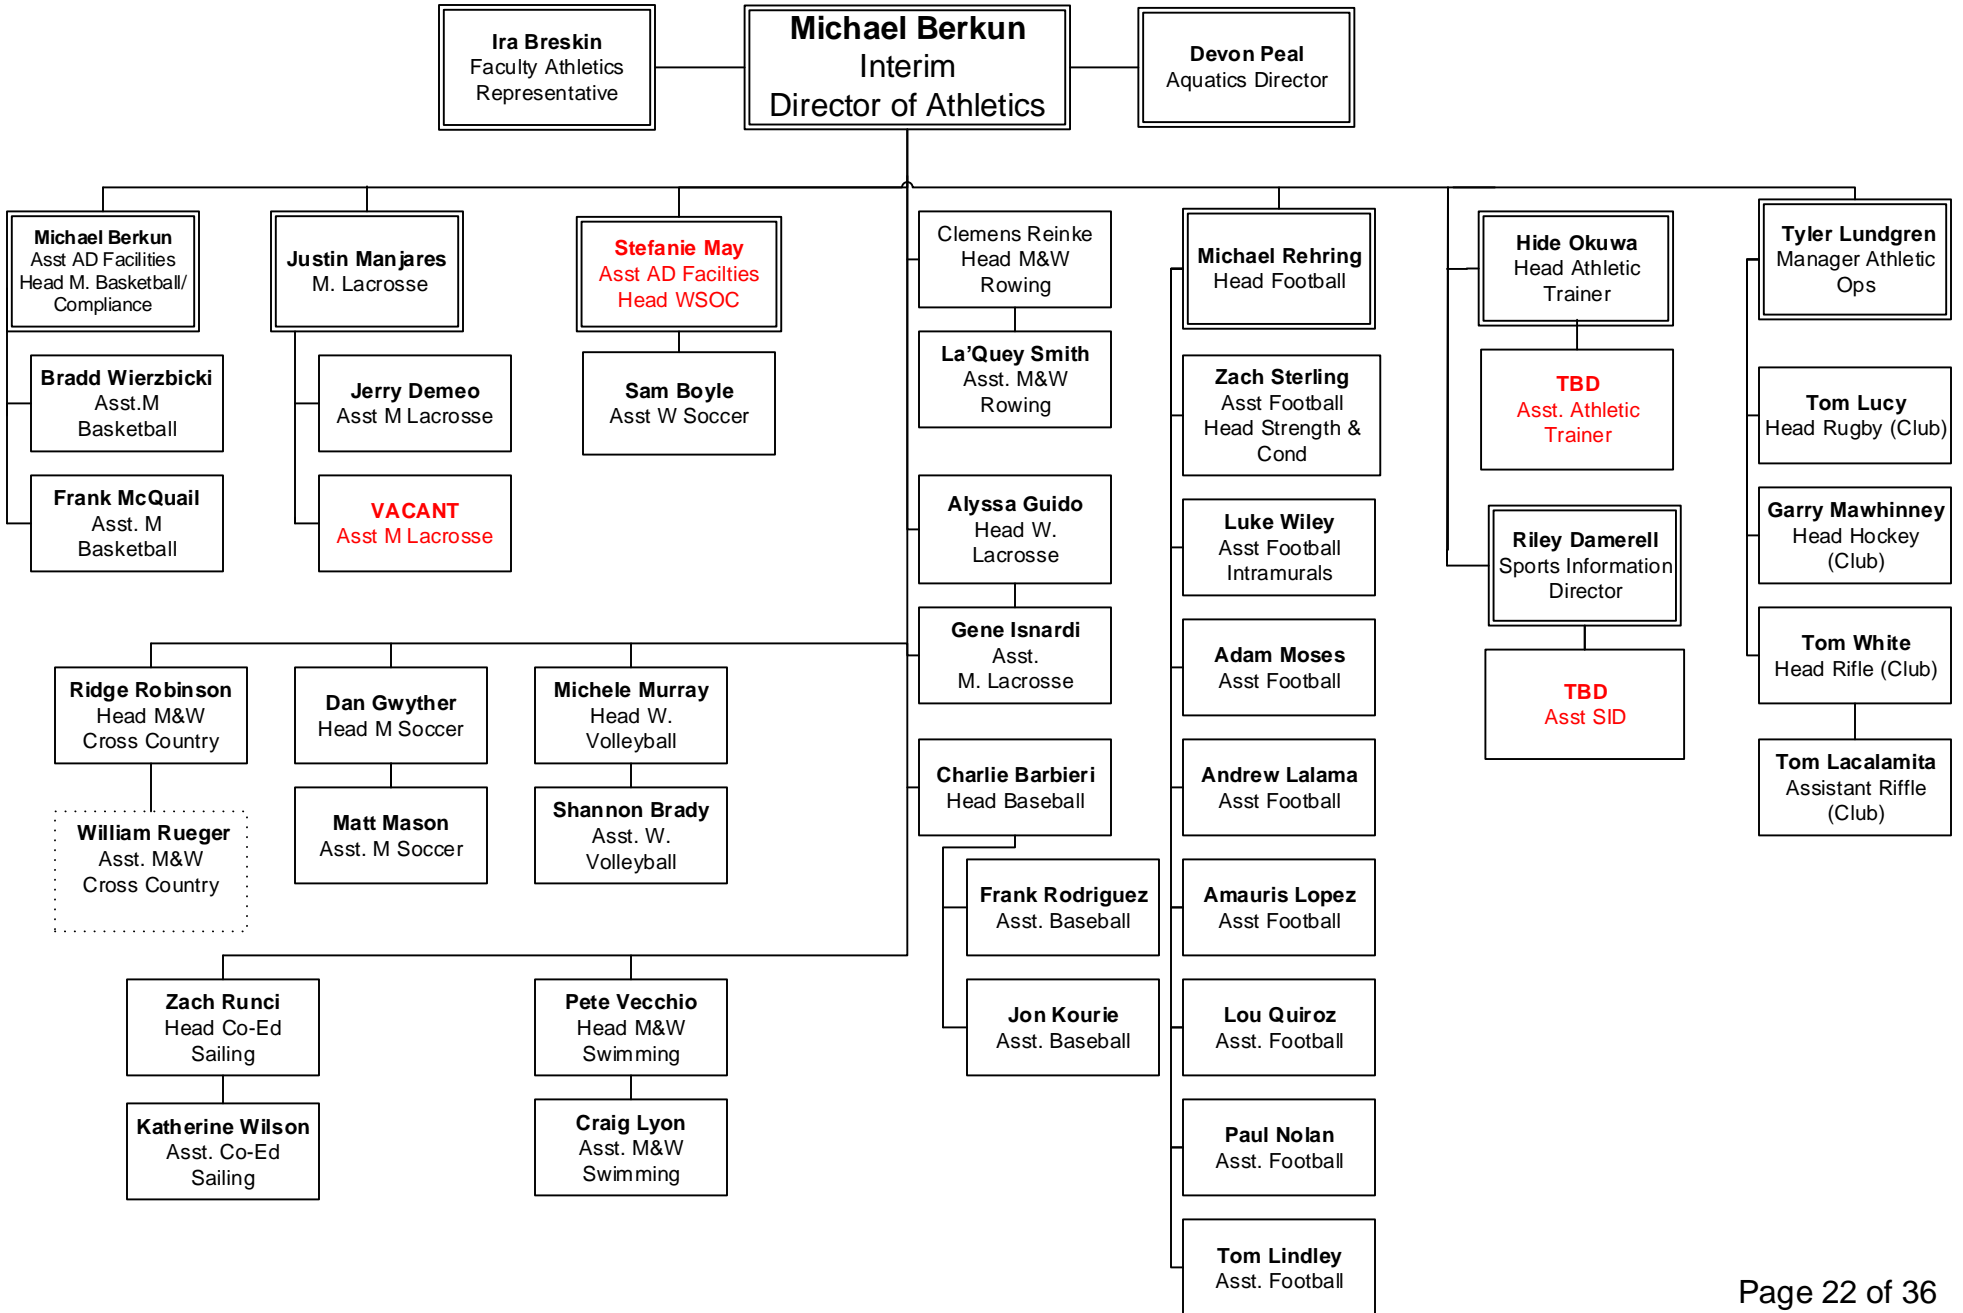 Ira Breskin
Faculty Athletics
Representative
Michael Berkun
Interim
Director of Athletics
Devon Peal
Aquatics Director
Michael Berkun
Asst AD Facilities
Head M. Basketball/
Compliance
Bradd Wierzbicki
Asst.M
Basketball
Frank McQuail
Asst. M
Basketball
Justin Manjares
M. Lacrosse
Jerry Demeo
Asst M Lacrosse
VACANT
Asst M Lacrosse
Stefanie May
Asst AD Facilties
Head WSOC
Sam Boyle
Asst W Soccer
Clemens Reinke
Head M&W
Rowing
La'Quey Smith
Asst. M&W
Rowing
Alyssa Guido
Head W.
Lacrosse
Gene Isnardi
Asst.
M. Lacrosse
Charlie Barbieri
Head Baseball
Frank Rodriguez
Asst. Baseball
Jon Kourie
Asst. Baseball
Michael Rehring
Head Football
Zach Sterling
Asst Football
Head Strength &
Cond
Luke Wiley
Asst Football
Intramurals
Adam Moses
Asst Football
Andrew Lalama
Asst Football
Amauris Lopez
Asst Football
Lou Quiroz
Asst. Football
Paul Nolan
Asst. Football
Tom Lindley
Asst. Football
Hide Okuwa
Head Athletic
Trainer
TBD
Asst. Athletic
Trainer
Riley Damerell
Sports Information
Director
TBD
Asst SID
Tyler Lundgren
Manager Athletic
Ops
Tom Lucy
Head Rugby (Club)
Garry Mawhinney
Head Hockey
(Club)
Tom White
Head Rifle (Club)
Tom Lacalamita
Assistant Riffle
(Club)
Ridge Robinson
Head M&W
Cross Country
William Rueger
Asst. M&W
Cross Country
Dan Gwyther
Head M Soccer
Matt Mason
Asst. M Soccer
Michele Murray
Head W.
Volleyball
Shannon Brady
Asst. W.
Volleyball
Zach Runci
Head Co-Ed
Sailing
Katherine Wilson
Asst. Co-Ed
Sailing
Pete Vecchio
Head M&W
Swimming
Craig Lyon
Asst. M&W
Swimming
Page 22 of 36